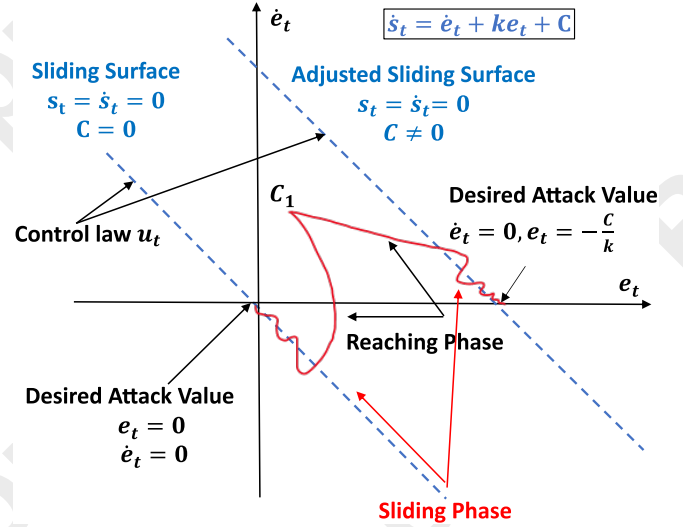 ė_t
ṡ_t = ė_t + ke_t + C
Sliding Surface
s_t = ṡ_t = 0
C = 0
Adjusted Sliding Surface
s_t = ṡ_t= 0
C ≠ 0
C_1
Desired Attack Value
ė_t = 0, e_t = −C/k
Control law u_t
e_t
Reaching Phase
Desired Attack Value
e_t = 0
ė_t = 0
Sliding Phase